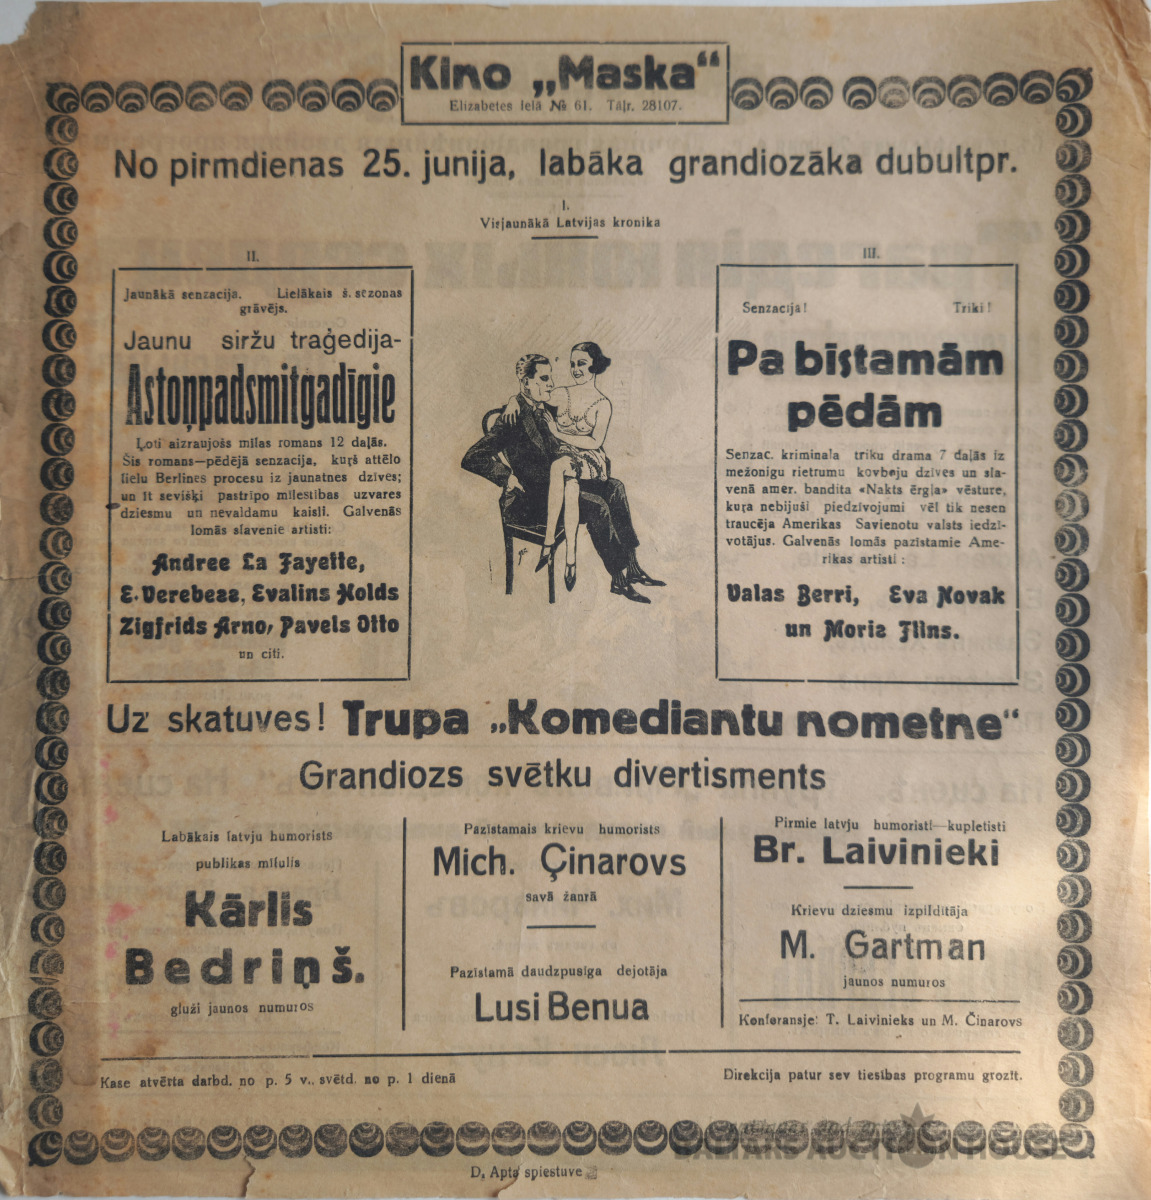 Kino „Maska“
Elizabetes ielā № 61. Tāļr. 28107.
No pirmdienas 25. junija, labāka grandiozāka dubultpr.
I.
Visjaunākā Latvijas kronika
II.
Jaunākā senzacija. Lielākais š. sezonas
grāvējs.
Jaunu siržu traģedija-
Astoņpadsmitgadīgie
Ļoti aizraujošs mīlas romans 12 daļās.
Šis romans—pēdējā senzacija, kuŗš attēlo
lielu Berlines procesu iz jaunatnes dzīves;
un it sevišķi pastripo mīlestības uzvares
dziesmu un nevaldamu kaisli. Galvenās
lomās slavenie artisti:
Andree La Fayette,
E. Verebess, Evalins Holds
Zigfrids Arno, Pavels Otto
un citi.
III.
Senzacija! Triki!
Pa bīstamām
pēdām
Senzac. kriminala triku drama 7 daļās iz
mežonigu rietrumu kovboju dzīves un sla-
venā amer. bandita «Nakts ērgļa» vēsture,
kuŗa nebijuši piedzīvojumi vēl tik nesen
traucēja Amerikas Savienotu valsts iedzī-
votājus. Galvenās lomās pazīstamie Ame-
rikas artisti:
Valas Berri, Eva Novak
un Moris Flins.
Uz skatuves! Trupa „Komediantu nometne“
Grandiozs svētku divertisments
Labākais latvju humorists
publikas mīlulis
Kārlis
Bedriņš.
gluži jaunos numuros
Pazīstamais krievu humorists
Mich. Çinarovs
savā žanrā
Pazīstamā daudzpusīga dejotāja
Lusi Benua
Pirmie latvju humoristi—kupletisti
Br. Laivinieki
Krievu dziesmu izpildītāja
M. Gartman
jaunos numuros
Konferansje: T. Laivinieks un M. Činarovs
Kase atvērta darbd. no p. 5 v., svētd. no p. 1 dienā
Direkcija patur sev tiesības programu grozīt.
D. Apta spiestuve